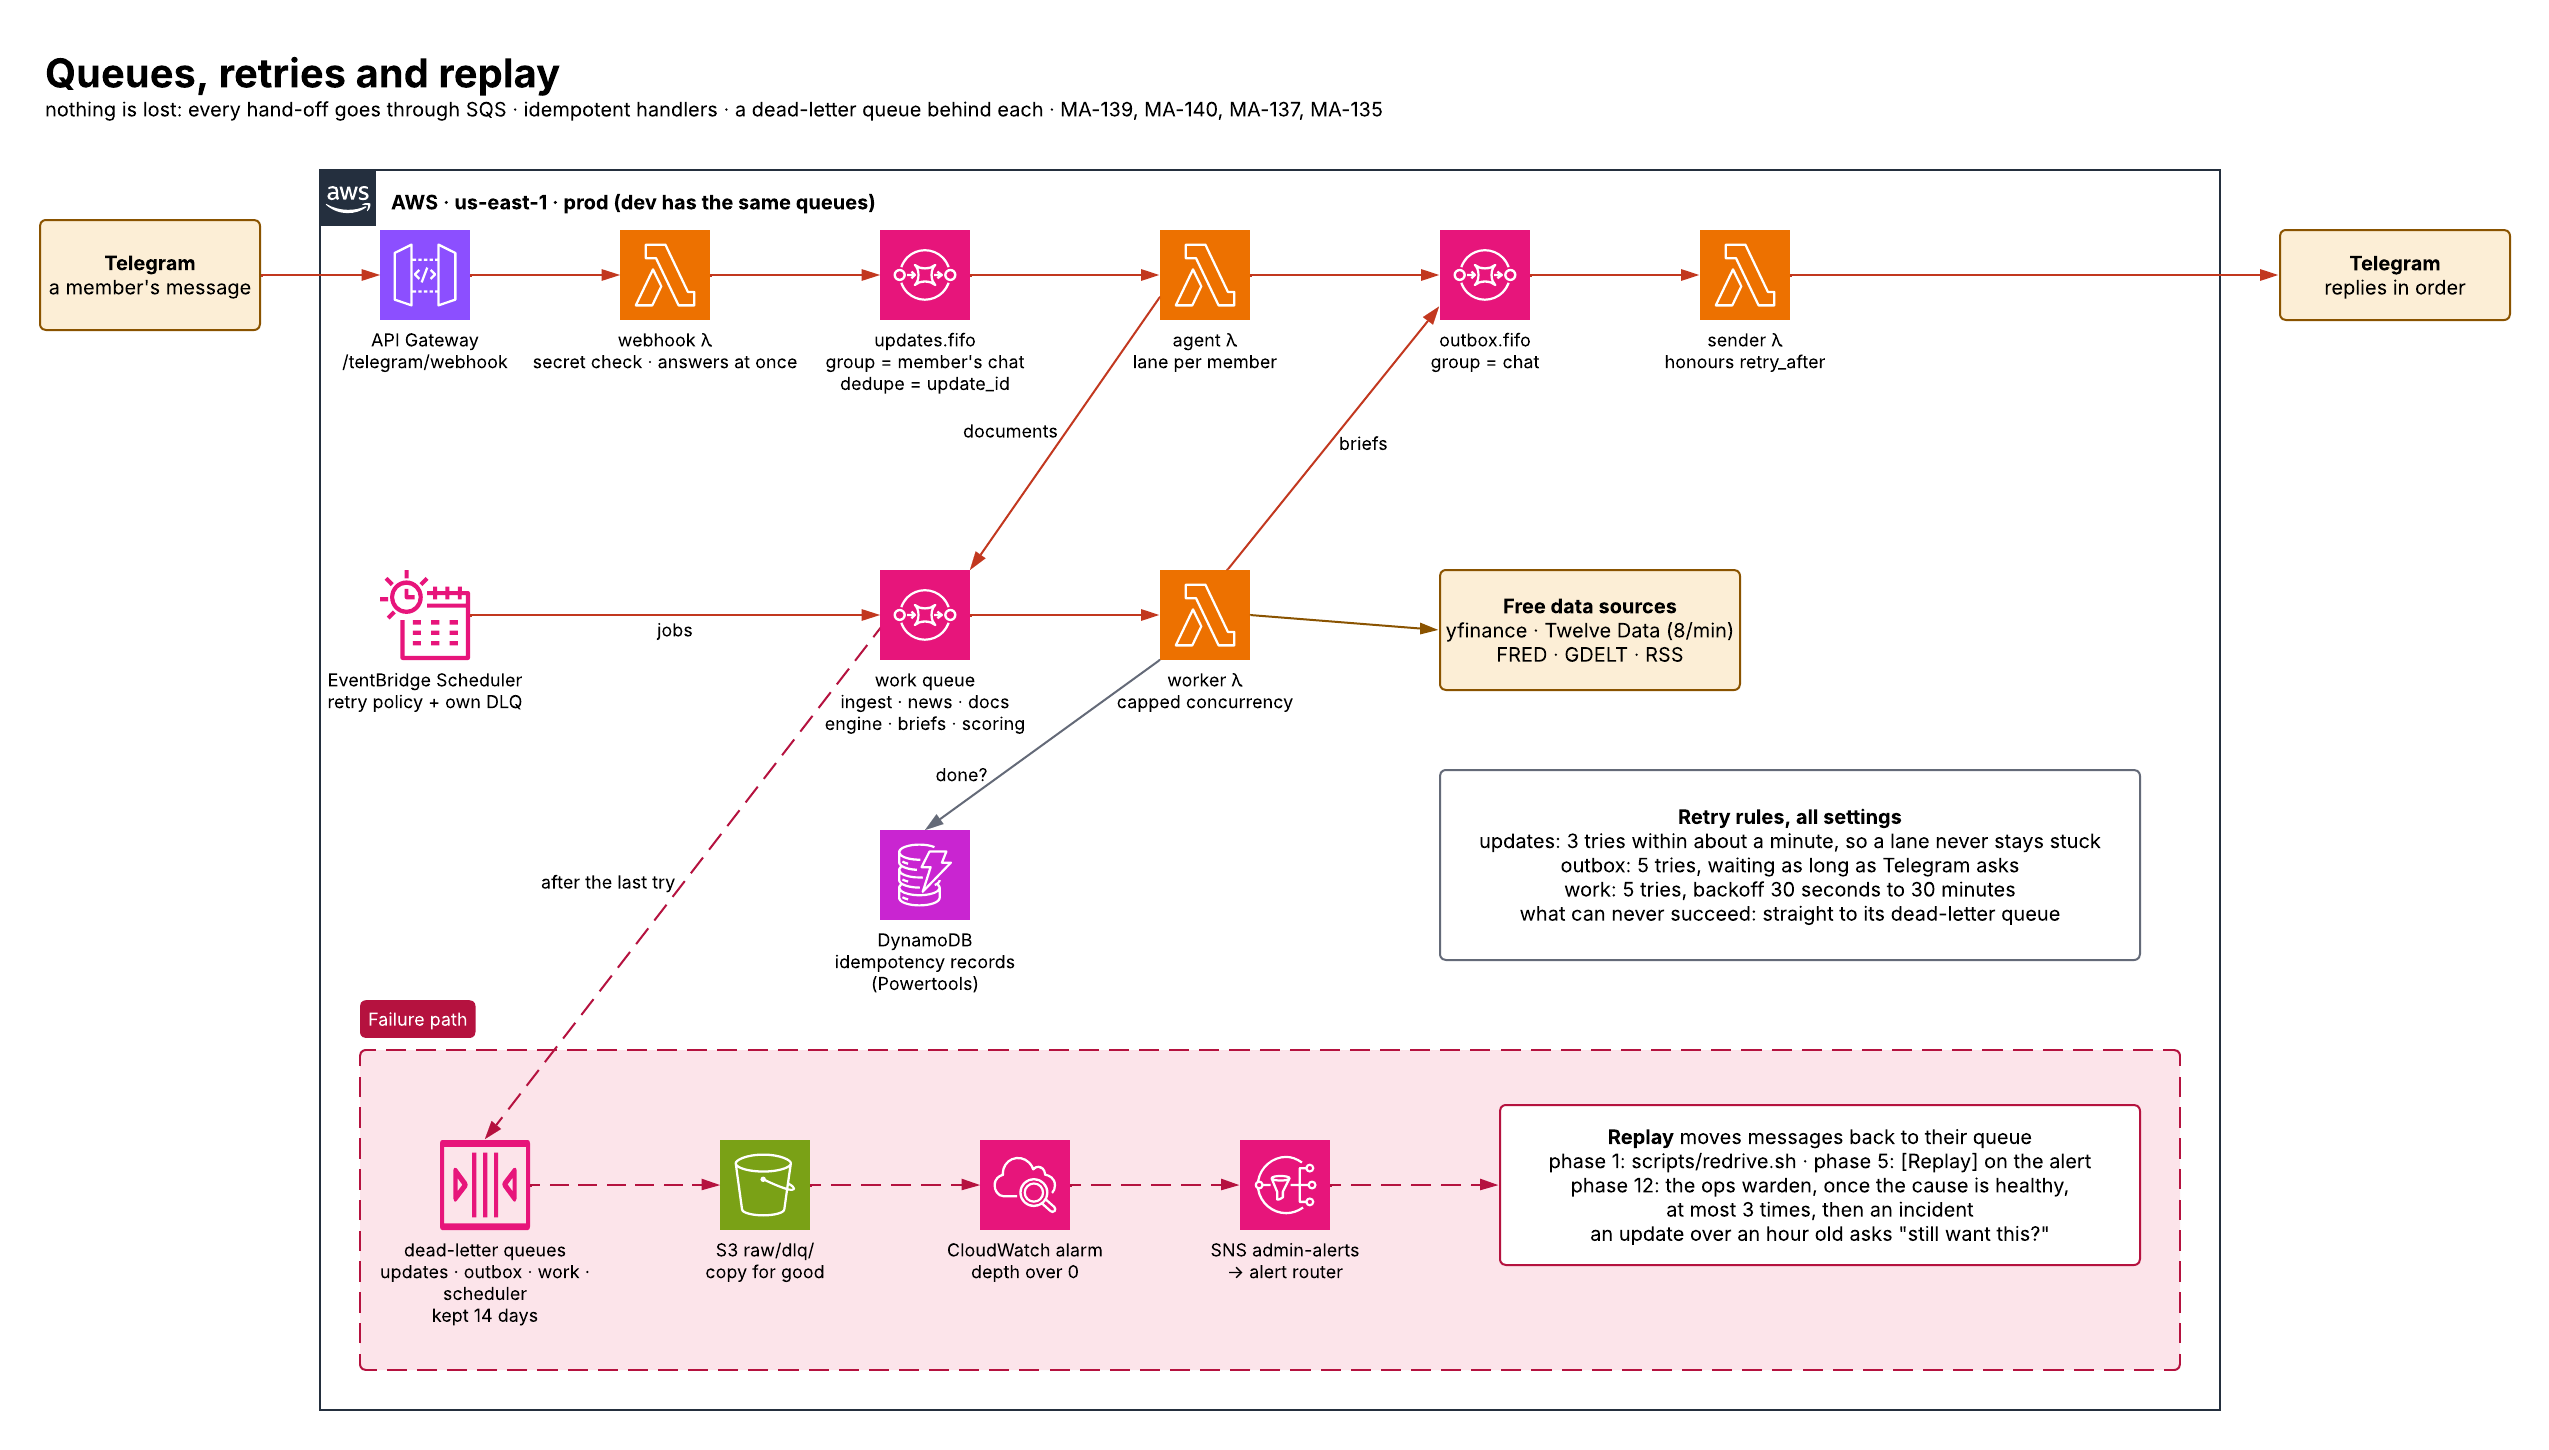 Queues, retries and replay
nothing is lost: every hand-off goes through SQS · idempotent handlers · a dead-letter queue behind each · MA-139, MA-140, MA-137, MA-135
aws
AWS · us-east-1 · prod (dev has the same queues)
Telegram
a member's message
API Gateway
/telegram/webhook
webhook λ
secret check · answers at once
updates.fifo
group = member's chat
dedupe = update_id
agent λ
lane per member
outbox.fifo
group = chat
sender λ
honours retry_after
Telegram
replies in order
documents
briefs
EventBridge Scheduler
retry policy + own DLQ
jobs
work queue
ingest · news · docs
engine · briefs · scoring
worker λ
capped concurrency
Free data sources
yfinance · Twelve Data (8/min)
FRED · GDELT · RSS
done?
DynamoDB
idempotency records
(Powertools)
Retry rules, all settings
updates: 3 tries within about a minute, so a lane never stays stuck
outbox: 5 tries, waiting as long as Telegram asks
work: 5 tries, backoff 30 seconds to 30 minutes
what can never succeed: straight to its dead-letter queue
after the last try
Failure path
dead-letter queues
updates · outbox · work ·
scheduler
kept 14 days
S3 raw/dlq/
copy for good
CloudWatch alarm
depth over 0
SNS admin-alerts
→ alert router
Replay moves messages back to their queue
phase 1: scripts/redrive.sh · phase 5: [Replay] on the alert
phase 12: the ops warden, once the cause is healthy,
at most 3 times, then an incident
an update over an hour old asks "still want this?"